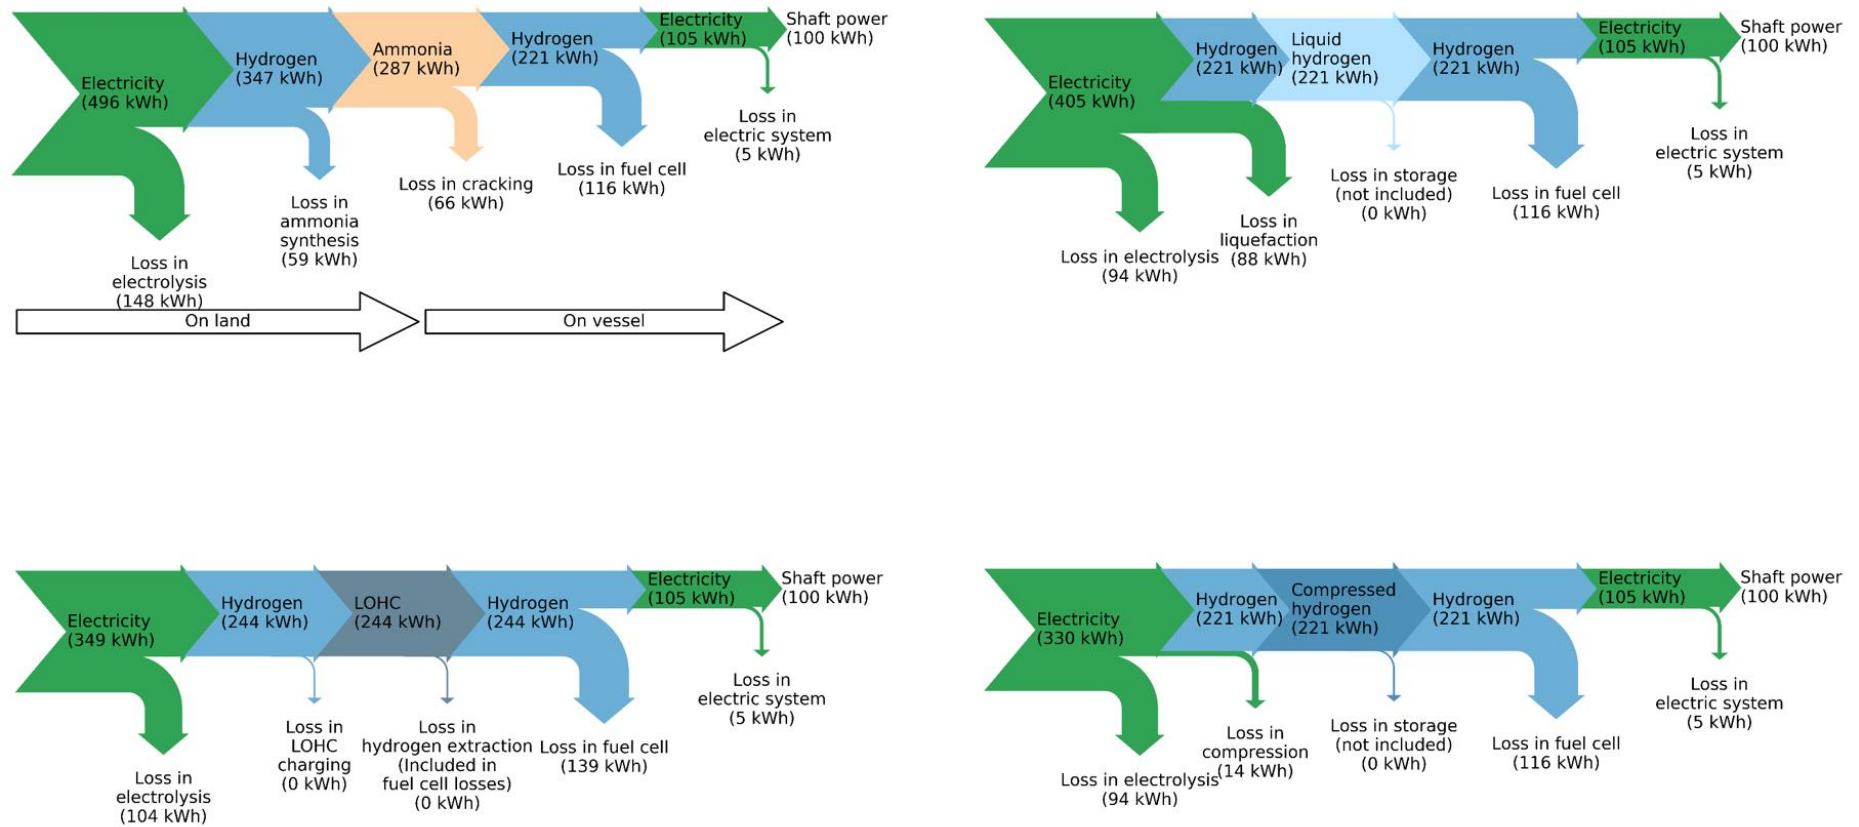 Electricity
(496 kWh)
Hydrogen
(347 kWh)
Ammonia
(287 kWh)
Hydrogen
(221 kWh)
Electricity
(105 kWh)
Shaft power
(100 kWh)
Loss in
electrolysis
(148 kWh)
Loss in
ammonia
synthesis
(59 kWh)
Loss in cracking
(66 kWh)
Loss in fuel cell
(116 kWh)
Loss in
electric system
(5 kWh)
On land
On vessel
Electricity
(405 kWh)
Hydrogen
(221 kWh)
Liquid
hydrogen
(221 kWh)
Hydrogen
(221 kWh)
Electricity
(105 kWh)
Shaft power
(100 kWh)
Loss in electrolysis
(94 kWh)
Loss in
liquefaction
(88 kWh)
Loss in storage
(not included)
(0 kWh)
Loss in fuel cell
(116 kWh)
Loss in
electric system
(5 kWh)
Electricity
(349 kWh)
Hydrogen
(244 kWh)
LOHC
(244 kWh)
Hydrogen
(244 kWh)
Electricity
(105 kWh)
Shaft power
(100 kWh)
Loss in
electrolysis
(104 kWh)
Loss in
LOHC
charging
(0 kWh)
Loss in
hydrogen extraction
(Included in
fuel cell losses)
(0 kWh)
Loss in fuel cell
(139 kWh)
Loss in
electric system
(5 kWh)
Electricity
(330 kWh)
Hydrogen
(221 kWh)
Compressed
hydrogen
(221 kWh)
Hydrogen
(221 kWh)
Electricity
(105 kWh)
Shaft power
(100 kWh)
Loss in electrolysis
(94 kWh)
Loss in
compression
(14 kWh)
Loss in storage
(not included)
(0 kWh)
Loss in fuel cell
(116 kWh)
Loss in
electric system
(5 kWh)